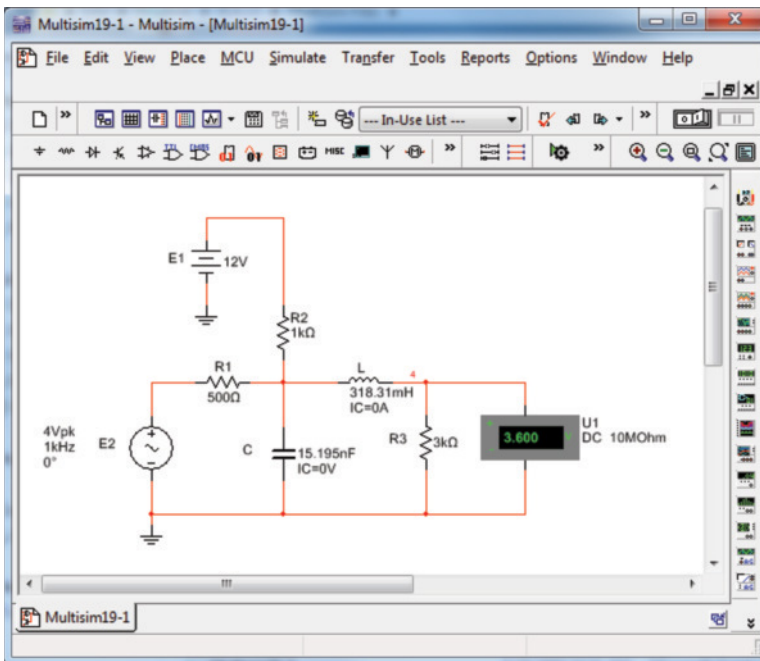 Multisim19-1 - Multisim - [Multisim19-1]
File Edit View Place MCU Simulate Transfer Tools Reports Options Window Help
--- In-Use List ---
MISC
E1
12V
R2
1kΩ
R1
500Ω
L
318.31mH
IC=0A
4
4Vpk
1kHz
0°
E2
C
15.195nF
IC=0V
R3
3kΩ
3.600
U1
DC 10MOhm
Multisim19-1